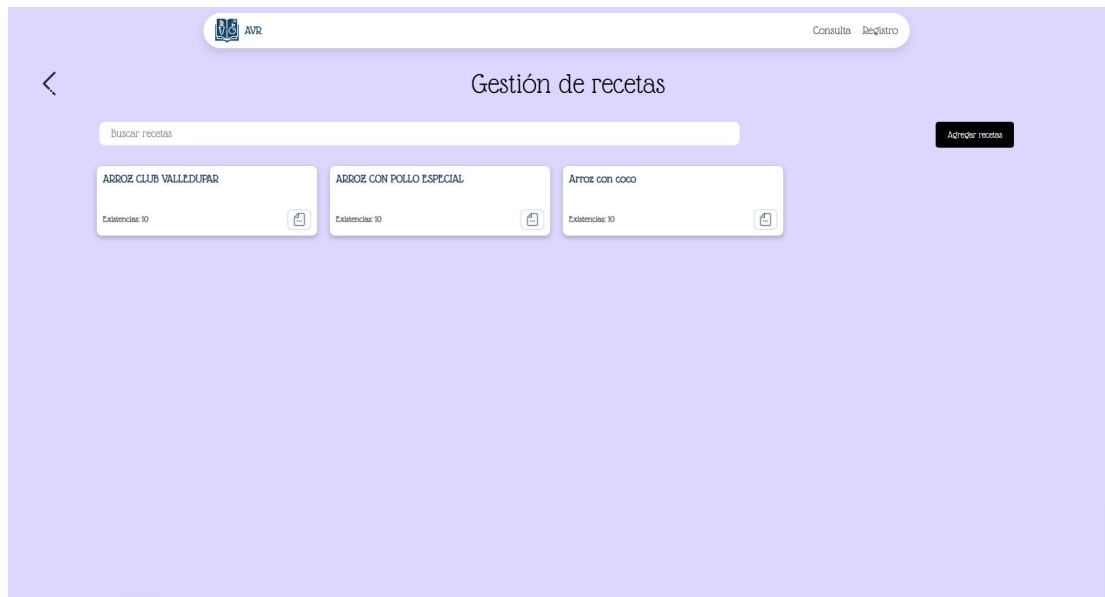 AVR
Consulta Registro
Gestión de recetas
Buscar recetas
Agregar recetas
ARROZ CLUB VALLEDUPAR
Existencias: 10
ARROZ CON POLLO ESPECIAL
Existencias: 10
Arroz con coco
Existencias: 10